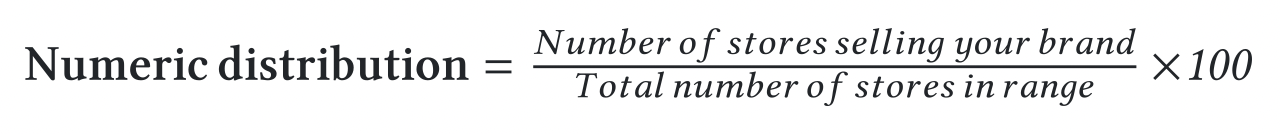 Numeric distribution = Number of stores selling your brand / Total number of stores in range ×100